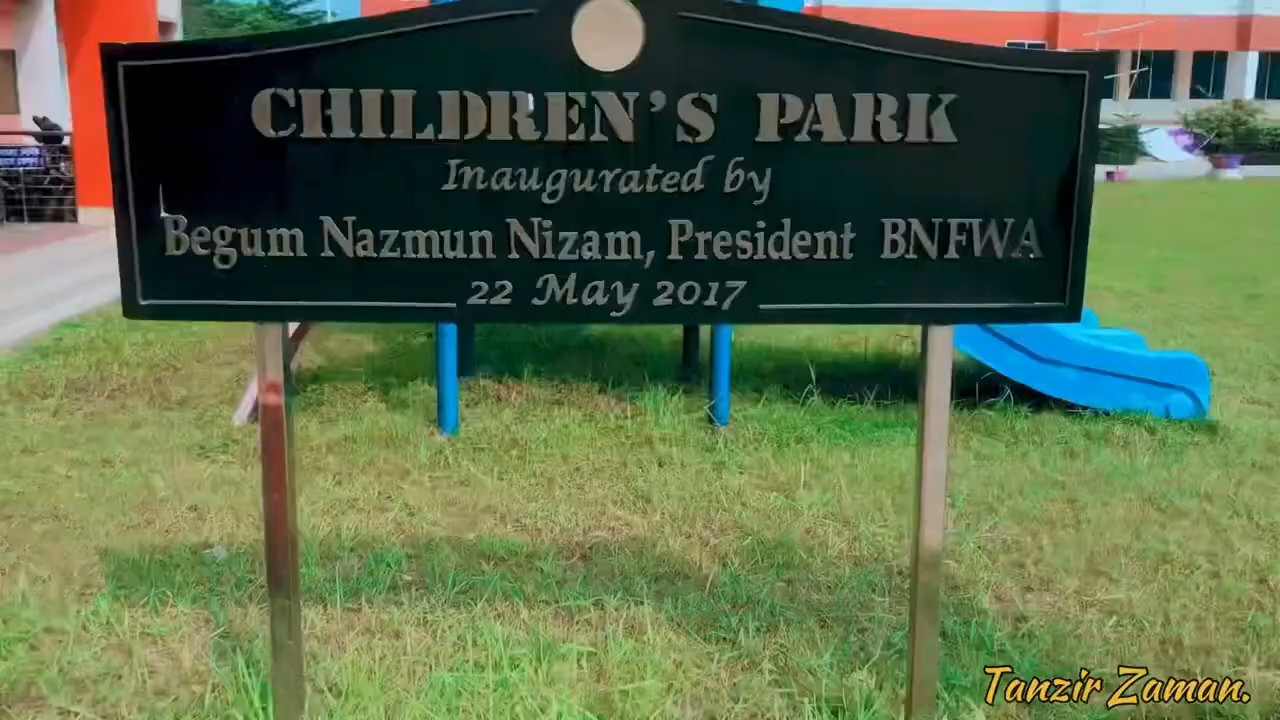 CHILDREN'S PARK
Inaugurated by
Begum Nazmun Nizam, President BNFWA
22 May 2017
Tanzir Zaman.